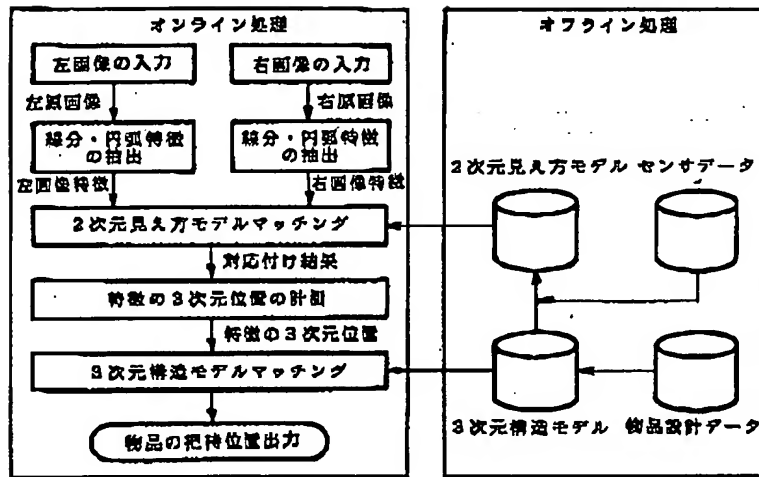 オンライン処理
左画像の入力
右画像の入力
左原画像
右原画像
線分・円弧特徴
の抽出
線分・円弧特徴
の抽出
左画像特徴
右画像特徴
2次元見え方モデルマッチング
対応付け結果
特徴の3次元位置の計測
特徴の3次元位置
3次元構造モデルマッチング
物品の把持位置出力
オフライン処理
2次元見え方モデル
センサデータ
3次元構造モデル
物品設計データ